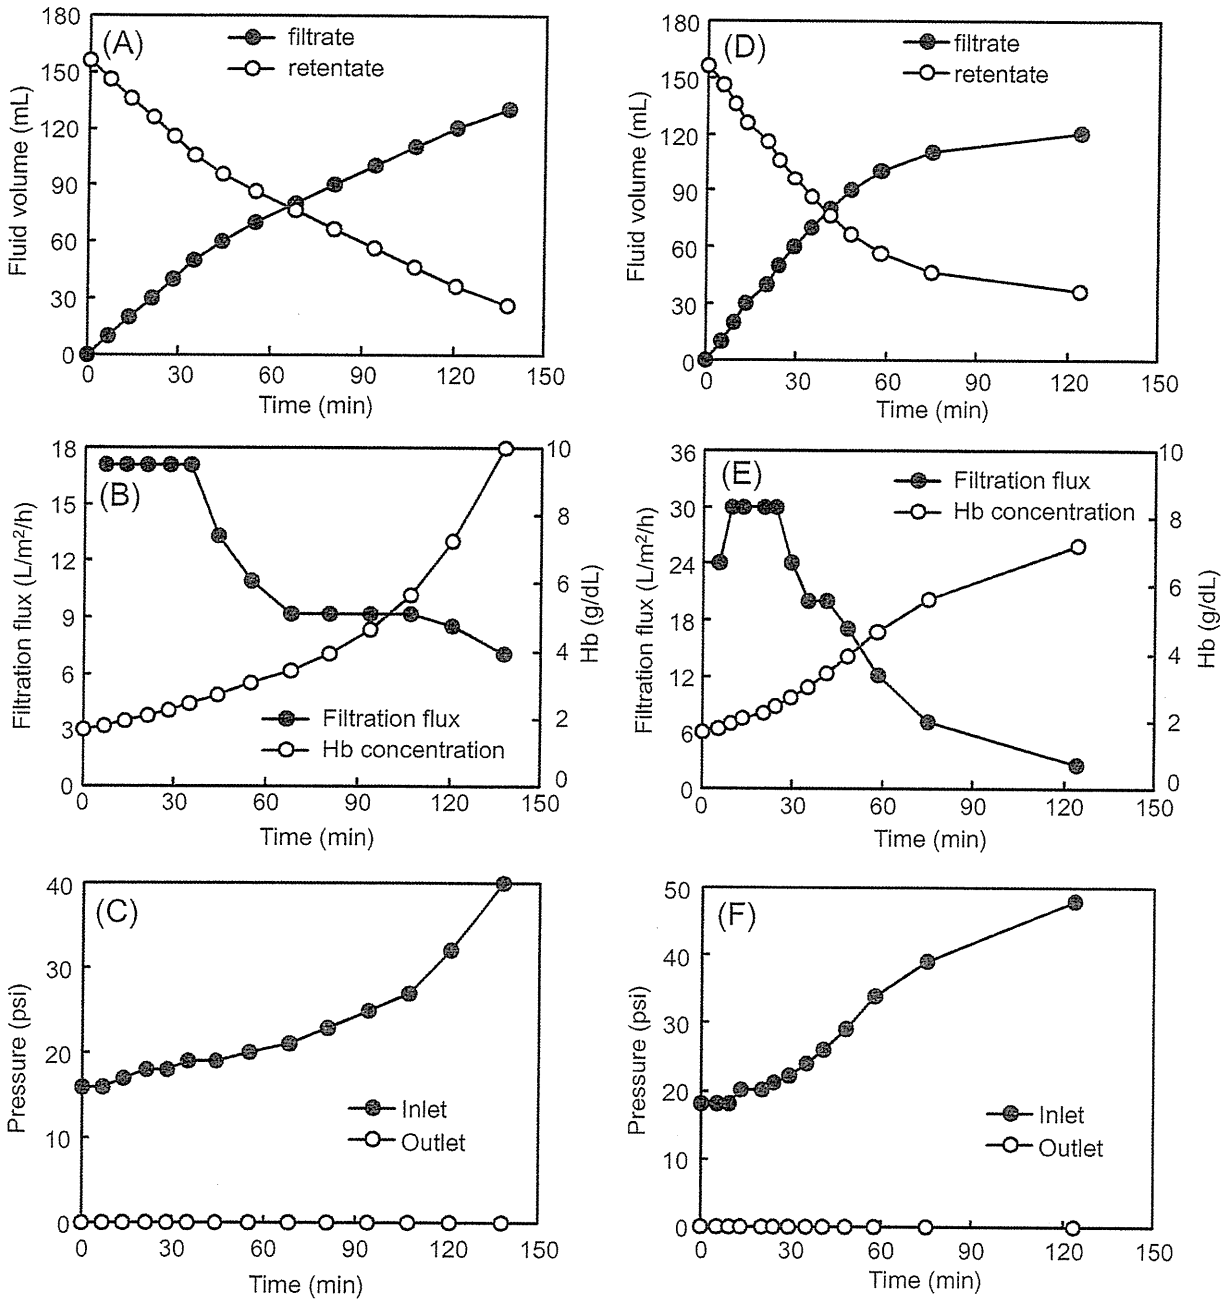 (A)
filtrate
retentate
180
150
120
90
60
30
0
Fluid volume (mL)
0 30 60 90 120 150
Time (min)
(D)
filtrate
retentate
180
150
120
90
60
30
0
Fluid volume (mL)
0 30 60 90 120 150
Time (min)
(B)
18
15
12
9
6
3
0
Filtration flux (L/m²/h)
10
8
6
4
2
0
Hb (g/dL)
Filtration flux
Hb concentration
0 30 60 90 120 150
Time (min)
(E)
Filtration flux
Hb concentration
36
30
24
18
12
6
0
Filtration flux (L/m²/h)
10
8
6
4
2
0
Hb (g/dL)
0 30 60 90 120 150
Time (min)
(C)
40
30
20
10
0
Pressure (psi)
Inlet
Outlet
0 30 60 90 120 150
Time (min)
(F)
50
40
30
20
10
0
Pressure (psi)
Inlet
Outlet
0 30 60 90 120 150
Time (min)